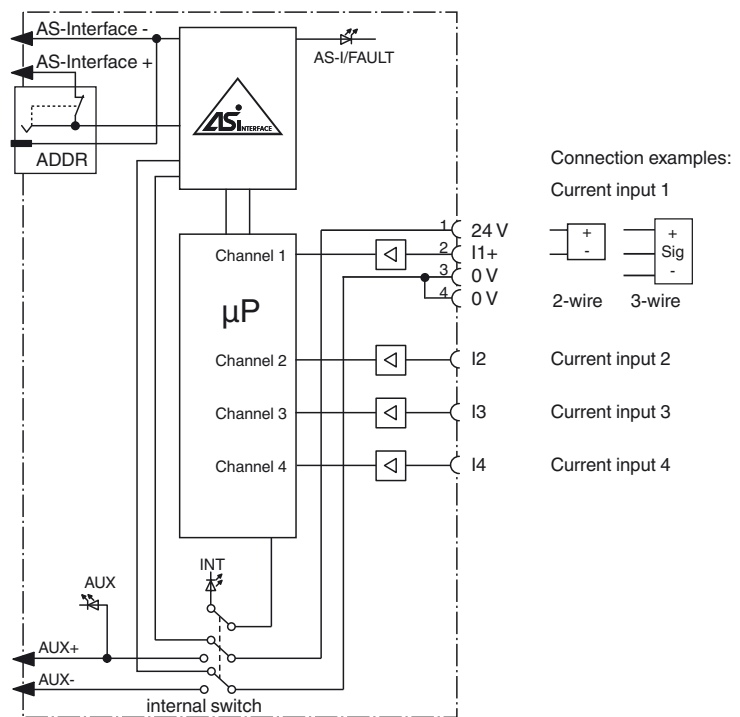 AS-Interface -
AS-Interface +
AS-I/FAULT
ASi INTERFACE
ADDR
Connection examples:
Current input 1
1 24 V
2 I1+
3 0 V
4 0 V
+
-
+
Sig
-
2-wire 3-wire
Channel 1
µP
Channel 2
I2
Current input 2
Channel 3
I3
Current input 3
Channel 4
I4
Current input 4
INT
AUX
AUX+
AUX-
internal switch